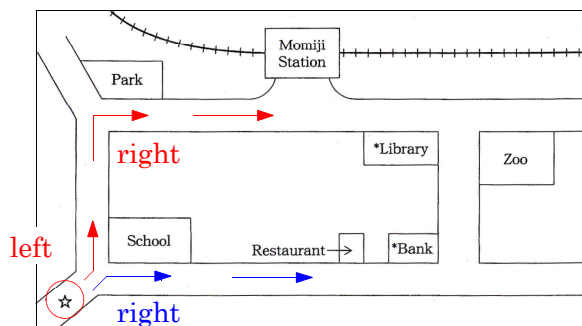 Momiji
Station
Park
right
*Library
Zoo
left
School
Restaurant
*Bank
right